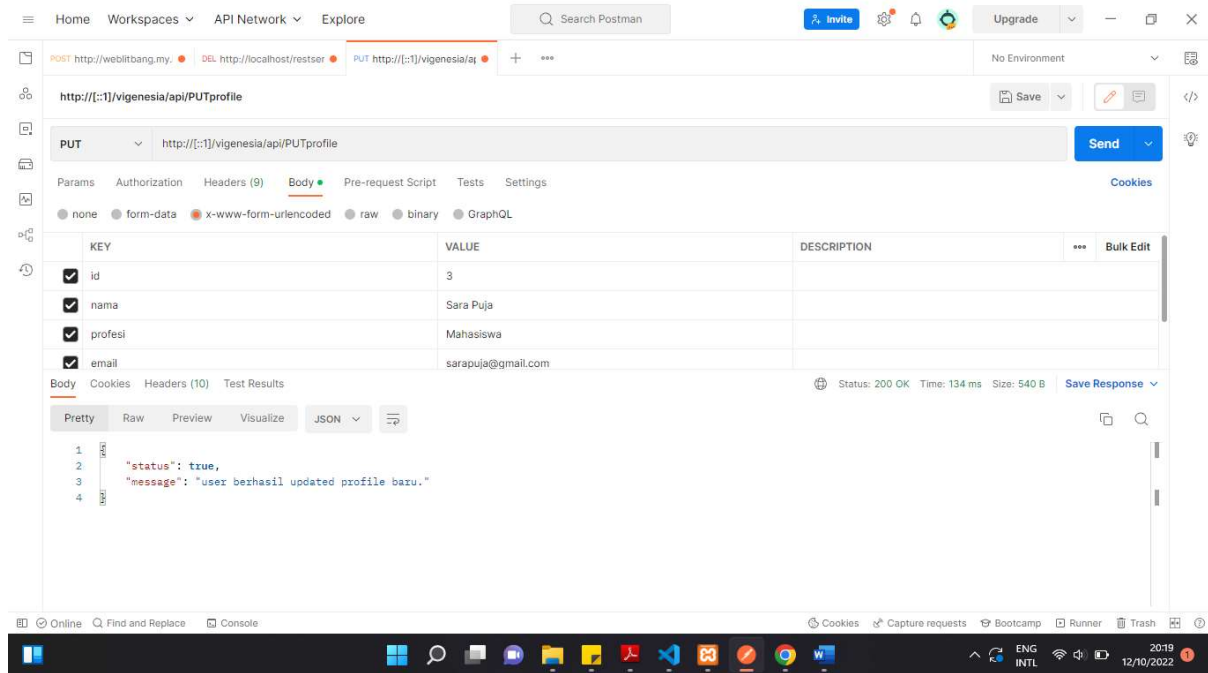 Home Workspaces API Network Explore Search Postman Invite Upgrade
POST http://weblitbang.my. DEL http://localhost/restser PUT http://[::1]/vigenesia/ap No Environment
http://[::1]/vigenesia/api/PUTprofile Save
PUT http://[::1]/vigenesia/api/PUTprofile Send
Params Authorization Headers (9) Body Pre-request Script Tests Settings Cookies
none form-data x-www-form-urlencoded raw binary GraphQL
KEY VALUE DESCRIPTION Bulk Edit
id 3
nama Sara Puja
profesi Mahasiswa
email sarapuja@gmail.com
Body Cookies Headers (10) Test Results Status: 200 OK Time: 134 ms Size: 540 B Save Response
Pretty Raw Preview Visualize JSON
1 {
2 "status": true,
3 "message": "user berhasil updated profile baru."
4 }
Online Find and Replace Console Cookies Capture requests Bootcamp Runner Trash
ENG INTL 20:19 12/10/2022 1